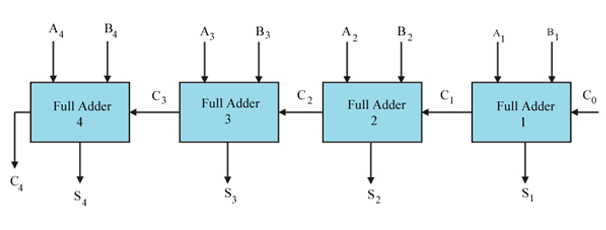 A₄ B₄ A₃ B₃ A₂ B₂ A₁ B₁
C₃ C₂ C₁ C₀
Full Adder Full Adder Full Adder Full Adder
4 3 2 1
C₄ S₄ S₃ S₂ S₁